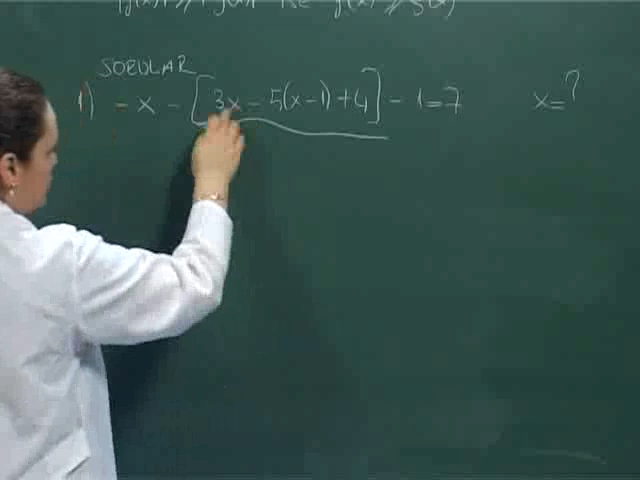 SORULAR
1) - x - [3x - 5(x-1) + 4] - 1 = 7 x = ?